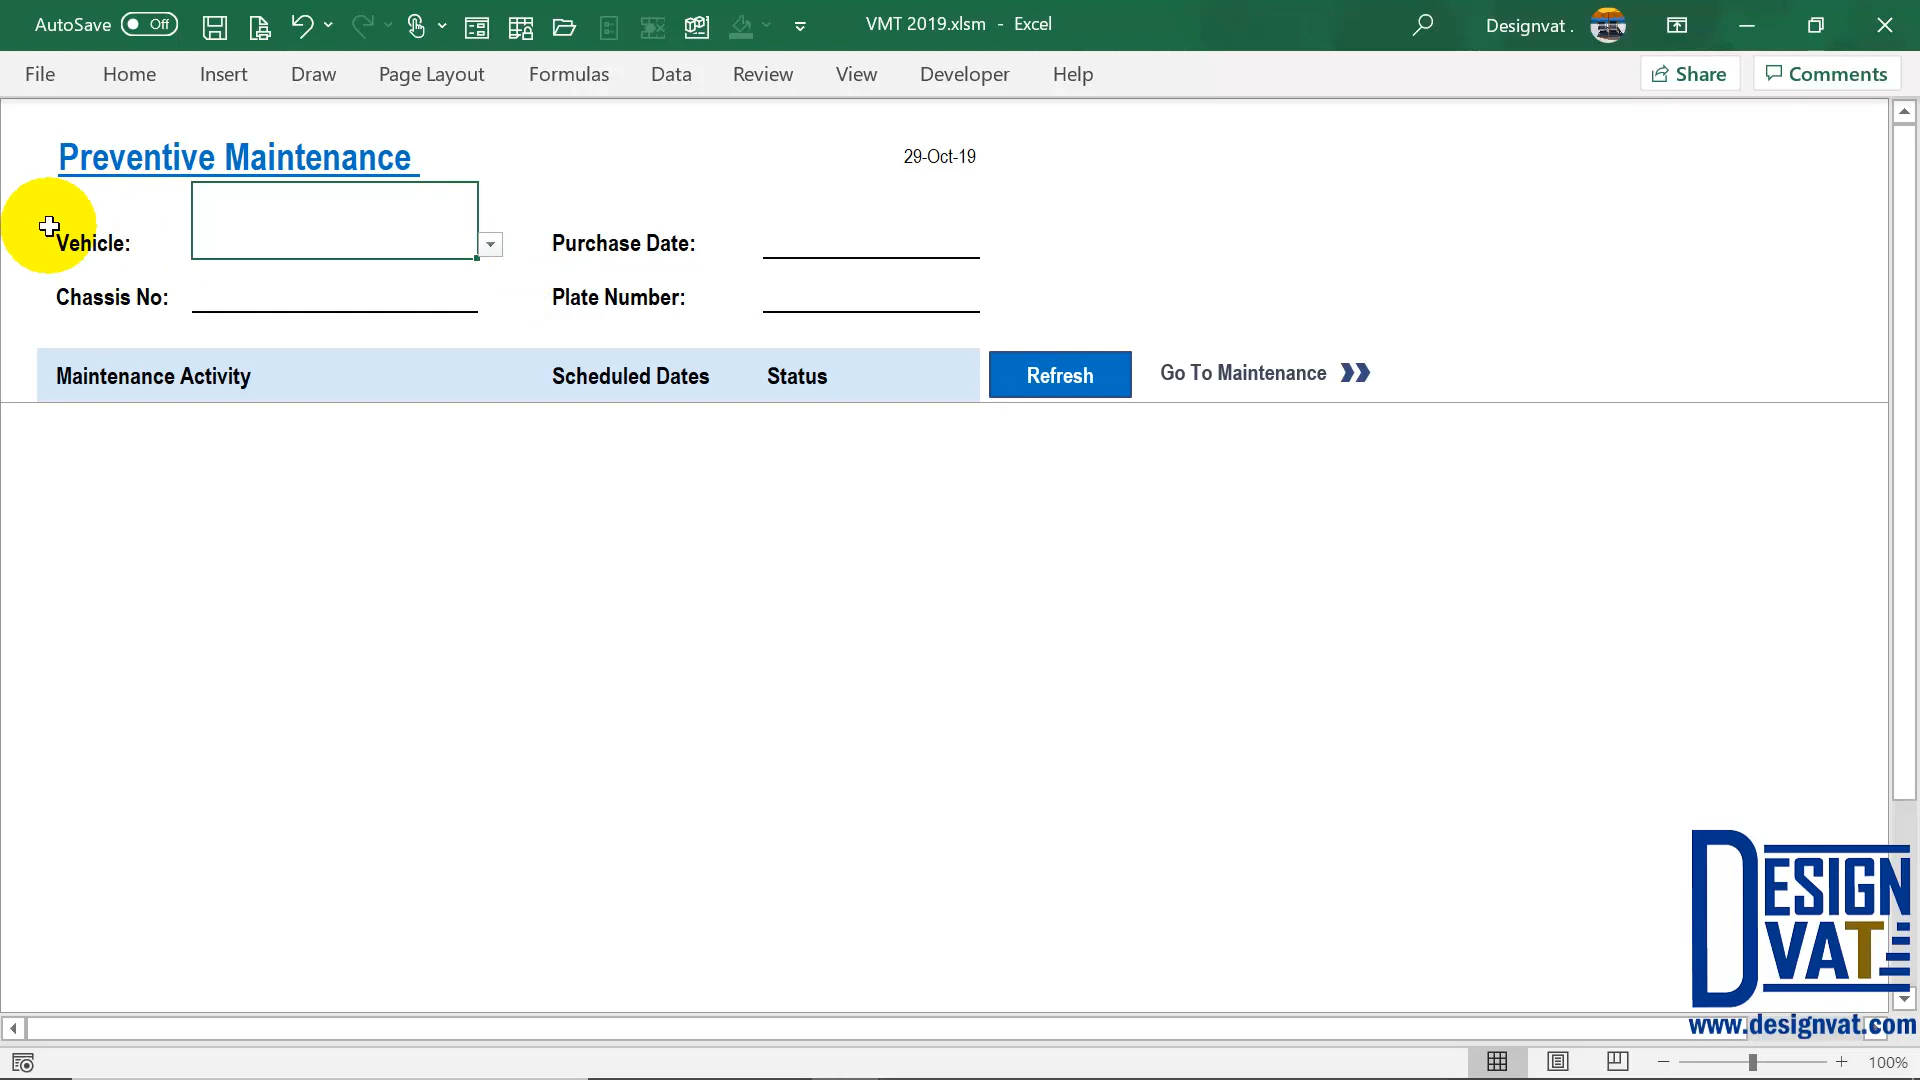 AutoSave Off VMT 2019.xlsm - Excel Designvat .
File Home Insert Draw Page Layout Formulas Data Review View Developer Help Share Comments
Preventive Maintenance 29-Oct-19
Vehicle: Purchase Date:
Chassis No: Plate Number:
Maintenance Activity Scheduled Dates Status Refresh Go To Maintenance
DESIGN
VAT
www.designvat.com
100%